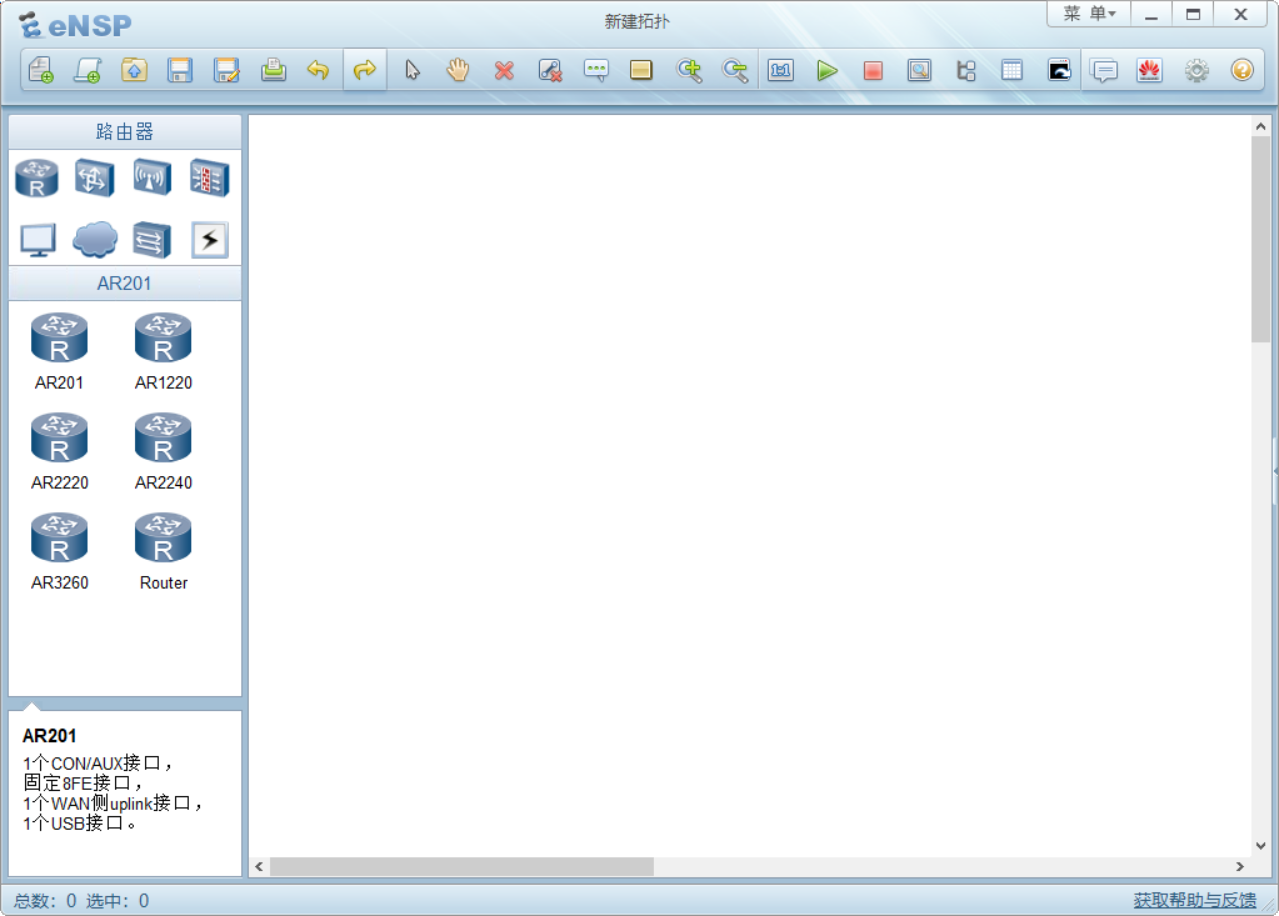 eNSP
新建拓扑
菜 单
1:1
路由器
R
AR201
R
R
AR201
AR1220
R
R
AR2220
AR2240
R
R
AR3260
Router
AR201
1个CON/AUX接口，
固定8FE接口，
1个WAN侧uplink接口，
1个USB接口。
总数：0 选中：0
获取帮助与反馈